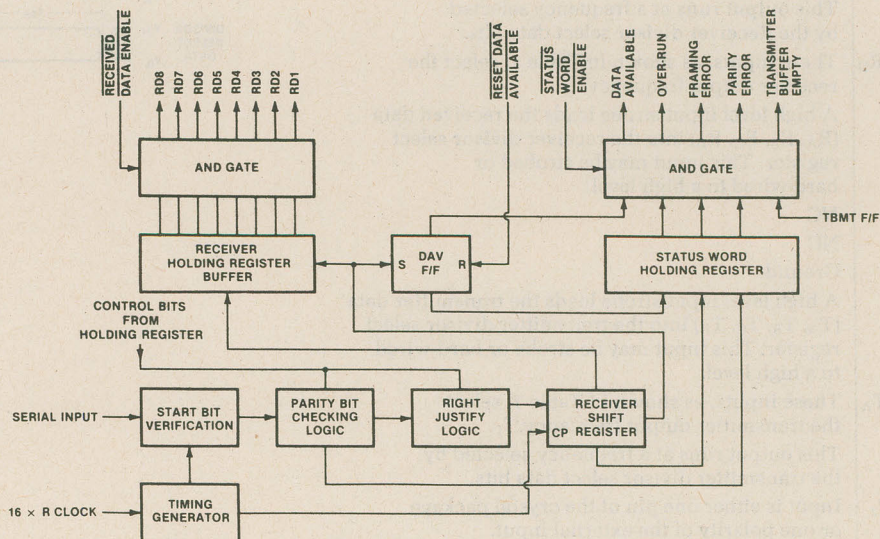 RECEIVED
DATA ENABLE
RD8
RD7
RD6
RD5
RD4
RD3
RD2
RD1
RESET DATA
AVAILABLE
STATUS
WORD
ENABLE
DATA
AVAILABLE
OVER-RUN
FRAMING
ERROR
PARITY
ERROR
TRANSMITTER
BUFFER
EMPTY
AND GATE
AND GATE
TBMT F/F
RECEIVER
HOLDING REGISTER
BUFFER
S
DAV
F/F
R
STATUS WORD
HOLDING REGISTER
CONTROL BITS
FROM
HOLDING REGISTER
SERIAL INPUT
START BIT
VERIFICATION
PARITY BIT
CHECKING
LOGIC
RIGHT
JUSTIFY
LOGIC
RECEIVER
SHIFT
CP REGISTER
16 × R CLOCK
TIMING
GENERATOR